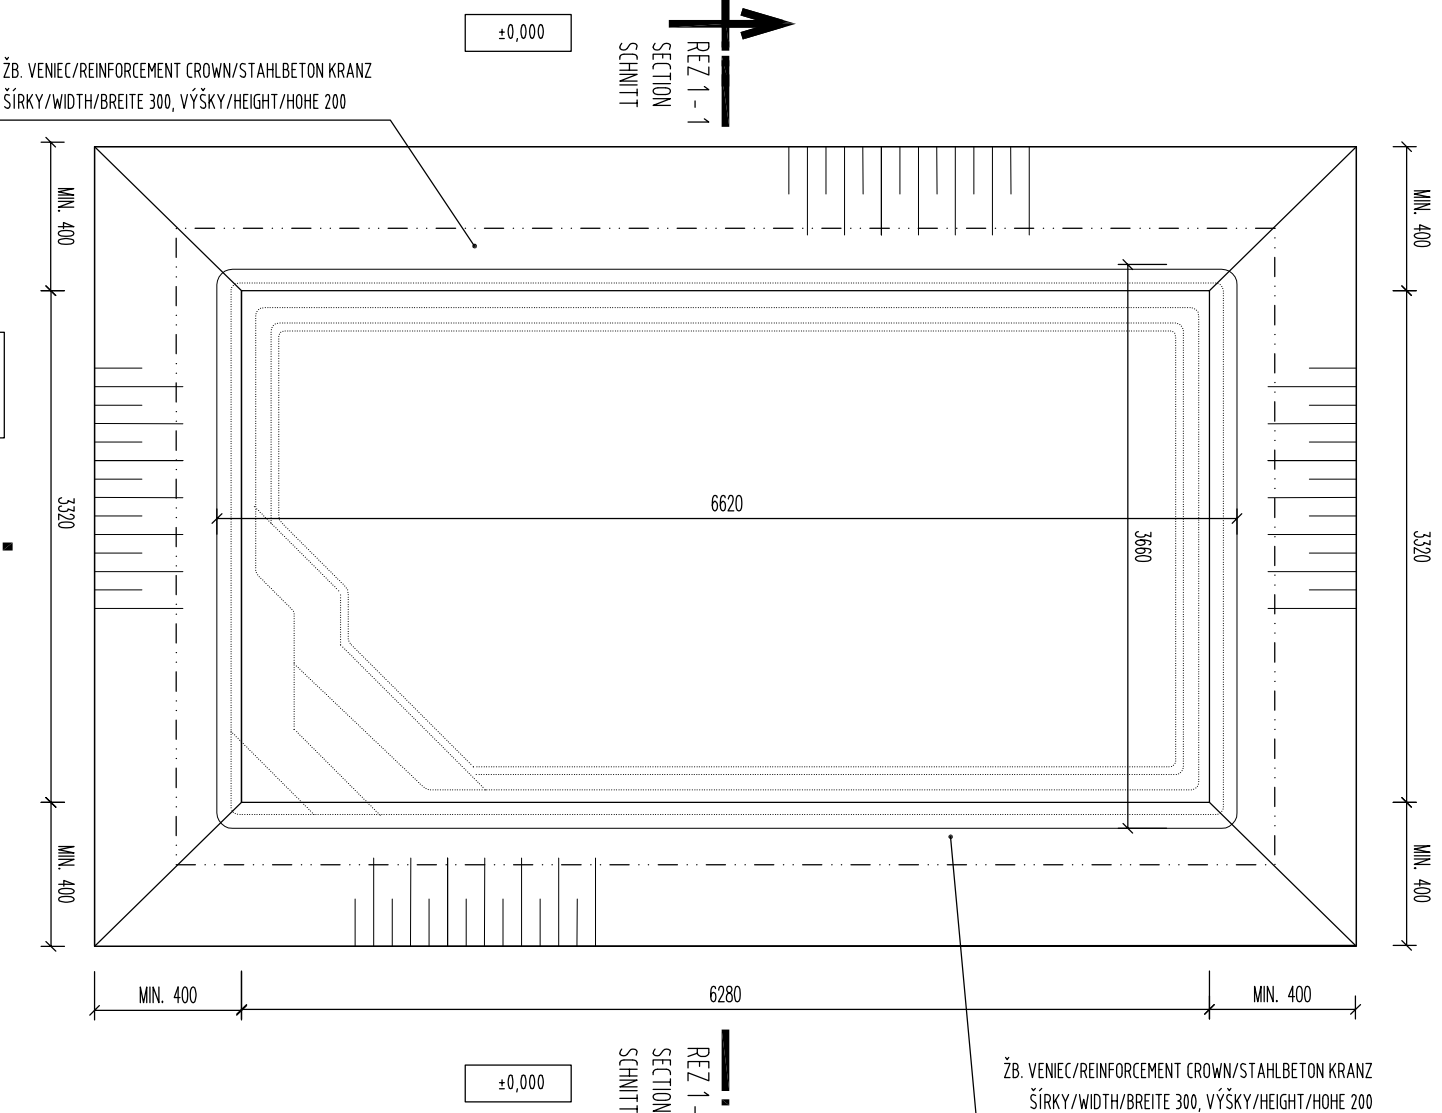 ±0,000
REZ 1 - 1
SECTION
SCHNITT
ŽB. VENIEC/REINFORCEMENT CROWN/STAHLBETON KRANZ
ŠÍRKY/WIDTH/BREITE 300, VÝŠKY/HEIGHT/HOHE 200
MIN. 400
MIN. 400
6620
3320
3660
3320
MIN. 400
MIN. 400
MIN. 400
6280
MIN. 400
±0,000
REZ 1 -
SECTION
SCHNITT
ŽB. VENIEC/REINFORCEMENT CROWN/STAHLBETON KRANZ
ŠÍRKY/WIDTH/BREITE 300, VÝŠKY/HEIGHT/HOHE 200